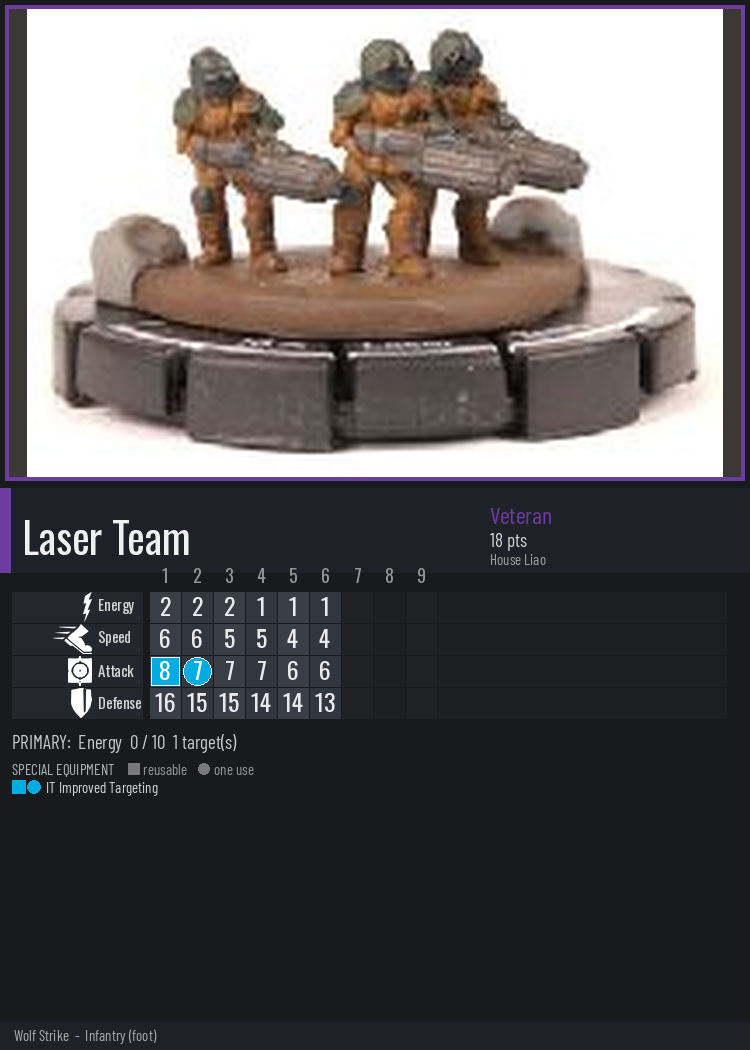 Laser Team
Veteran
18 pts
House Liao
1 2 3 4 5 6 7 8 9
Energy 2 2 2 1 1 1
Speed 6 6 5 5 4 4
Attack 8 7 7 7 6 6
Defense 16 15 15 14 14 13
PRIMARY: Energy 0 / 10 1 target(s)
SPECIAL EQUIPMENT reusable one use
IT Improved Targeting
Wolf Strike - Infantry (foot)